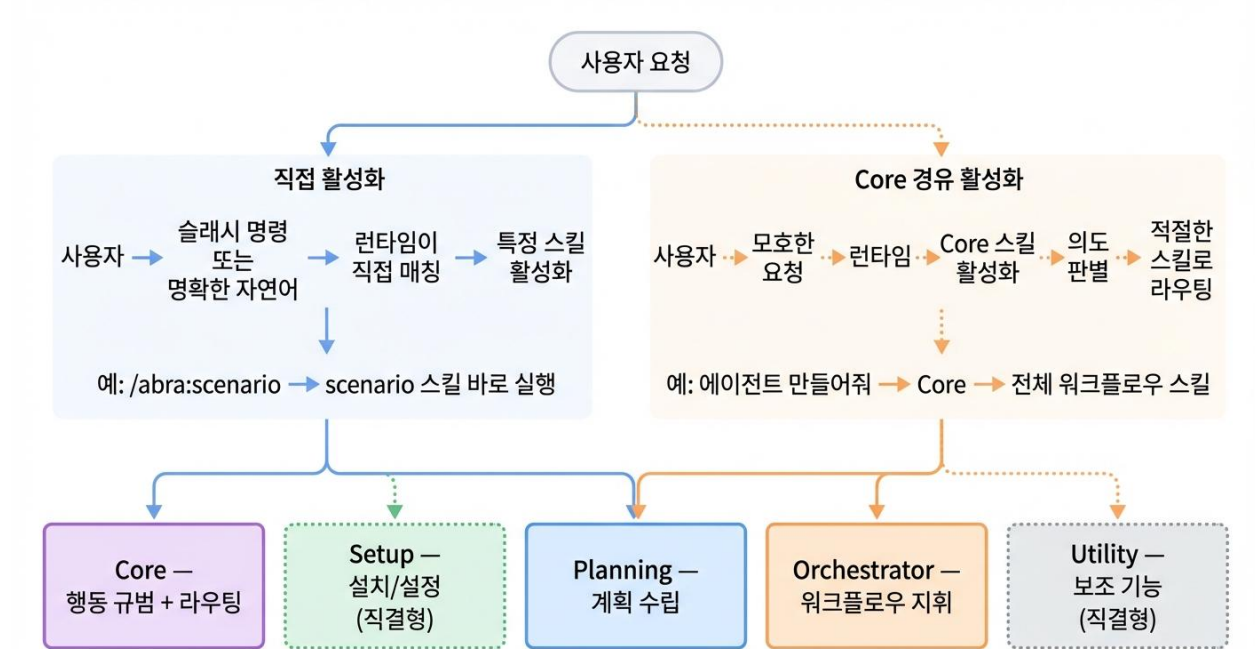 사용자 요청
직접 활성화
사용자
슬래시 명령
또는
명확한 자연어
런타임이
직접 매칭
특정 스킬
활성화
예: /abra:scenario
scenario 스킬 바로 실행
Core 경유 활성화
사용자
모호한
요청
런타임
Core 스킬
활성화
의도
판별
적절한
스킬로
라우팅
예: 에이전트 만들어줘
Core
전체 워크플로우 스킬
Core —
행동 규범 + 라우팅
Setup —
설치/설정
(직결형)
Planning —
계획 수립
Orchestrator —
워크플로우 지휘
Utility —
보조 기능
(직결형)